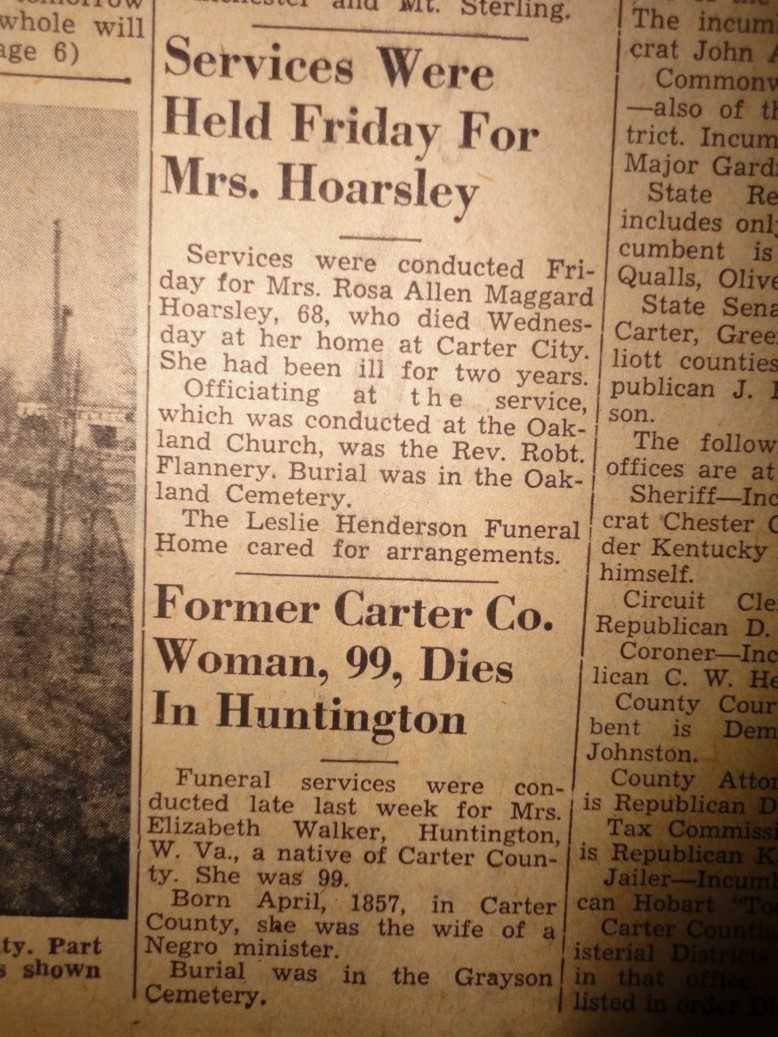 whole will
age 6)
ty. Part
s shown
and Mt. Sterling.
Services Were
Held Friday For
Mrs. Hoarsley
Services were conducted Fri-
day for Mrs. Rosa Allen Maggard
Hoarsley, 68, who died Wednes-
day at her home at Carter City.
She had been ill for two years.
Officiating at the service,
which was conducted at the Oak-
land Church, was the Rev. Robt.
Flannery. Burial was in the Oak-
land Cemetery.
The Leslie Henderson Funeral
Home cared for arrangements.
Former Carter Co.
Woman, 99, Dies
In Huntington
Funeral services were con-
ducted late last week for Mrs.
Elizabeth Walker, Huntington,
W. Va., a native of Carter Coun-
ty. She was 99.
Born April, 1857, in Carter
County, she was the wife of a
Negro minister.
Burial was in the Grayson
Cemetery.
The incum
crat John A
Commonw
—also of th
trict. Incum
Major Gard
State Re
includes only
cumbent is
Qualls, Olive
State Sena
Carter, Gree
liott counties
publican J.
son.
The follow
offices are at
Sheriff—Inc
crat Chester C
der Kentucky
himself.
Circuit Cle
Republican D.
Coroner—Inc
lican C. W. He
County Cour
bent is Dem
Johnston.
County Attor
is Republican D
Tax Commissi
is Republican K
Jailer—Incumb
can Hobart "To
Carter
isterial Districts
in that office
listed in order